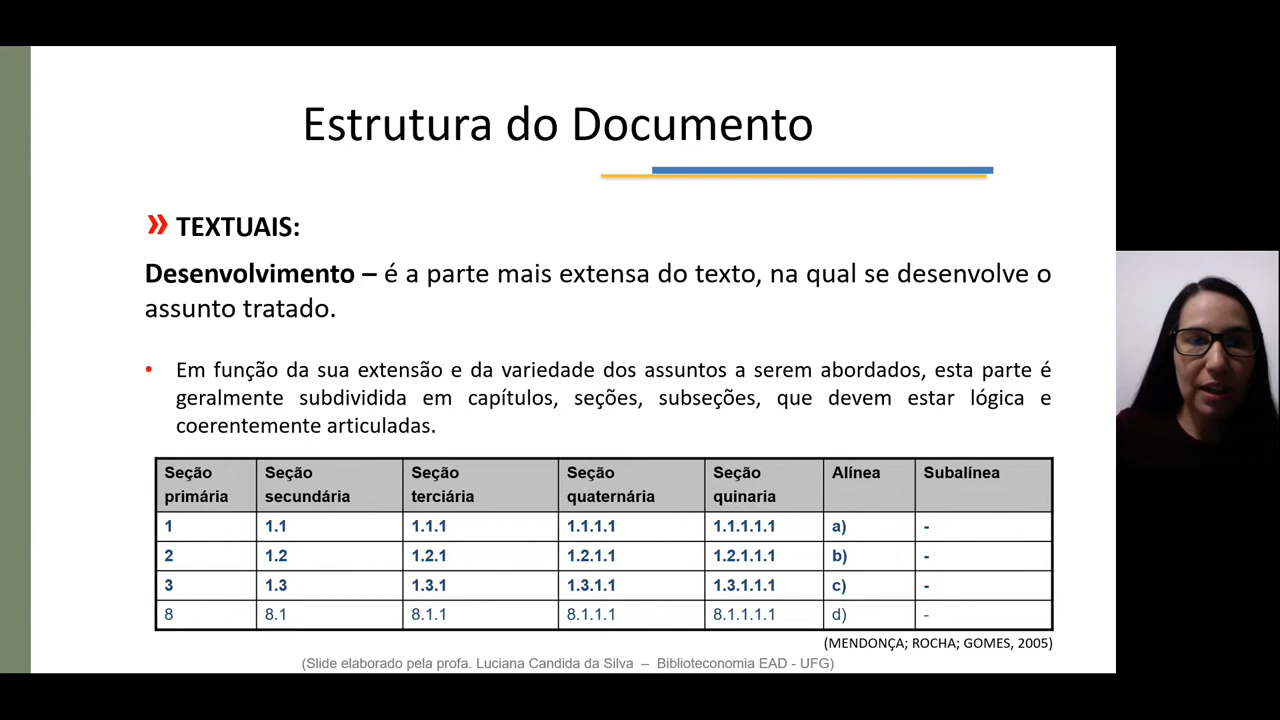 Estrutura do Documento
» TEXTUAIS:
Desenvolvimento – é a parte mais extensa do texto, na qual se desenvolve o
assunto tratado.
• Em função da sua extensão e da variedade dos assuntos a serem abordados, esta parte é
geralmente subdividida em capítulos, seções, subseções, que devem estar lógica e
coerentemente articuladas.
Seção primária Seção secundária Seção terciária Seção quaternária Seção quinaria Alínea Subalínea
1 1.1 1.1.1 1.1.1.1 1.1.1.1.1 a) -
2 1.2 1.2.1 1.2.1.1 1.2.1.1.1 b) -
3 1.3 1.3.1 1.3.1.1 1.3.1.1.1 c) -
8 8.1 8.1.1 8.1.1.1 8.1.1.1.1 d) -
(MENDONÇA; ROCHA; GOMES, 2005)
(Slide elaborado pela profa. Luciana Candida da Silva – Biblioteconomia EAD - UFG)